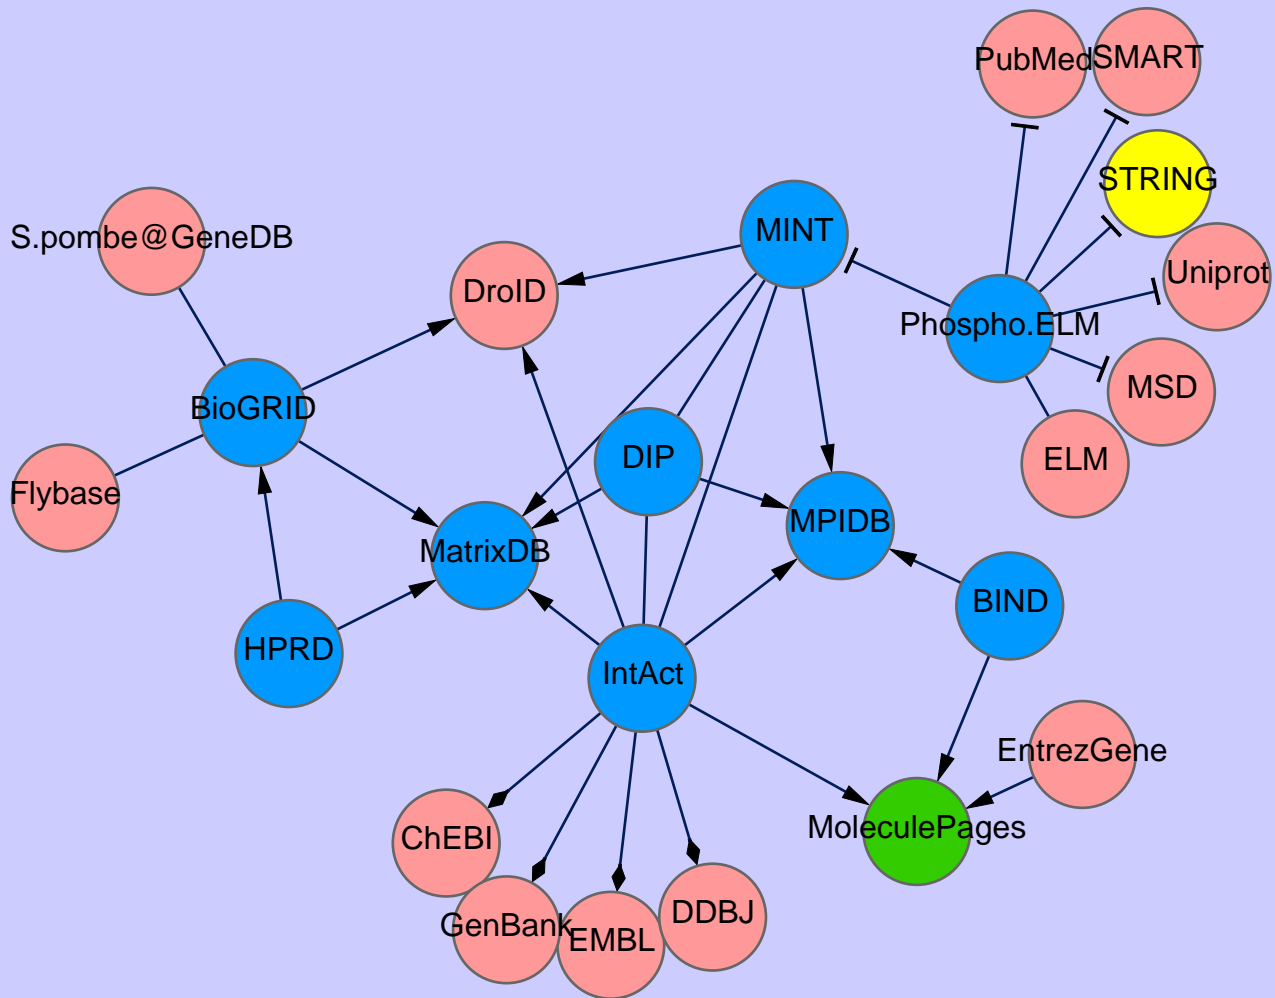 PubMed
SMART
STRING
S.pombe@GeneDB
MINT
Uniprot
DroID
Phospho.ELM
MSD
BioGRID
DIP
ELM
Flybase
MPIDB
MatrixDB
BIND
HPRD
IntAct
EntrezGene
MoleculePages
ChEBI
DDBJ
GenBank
EMBL